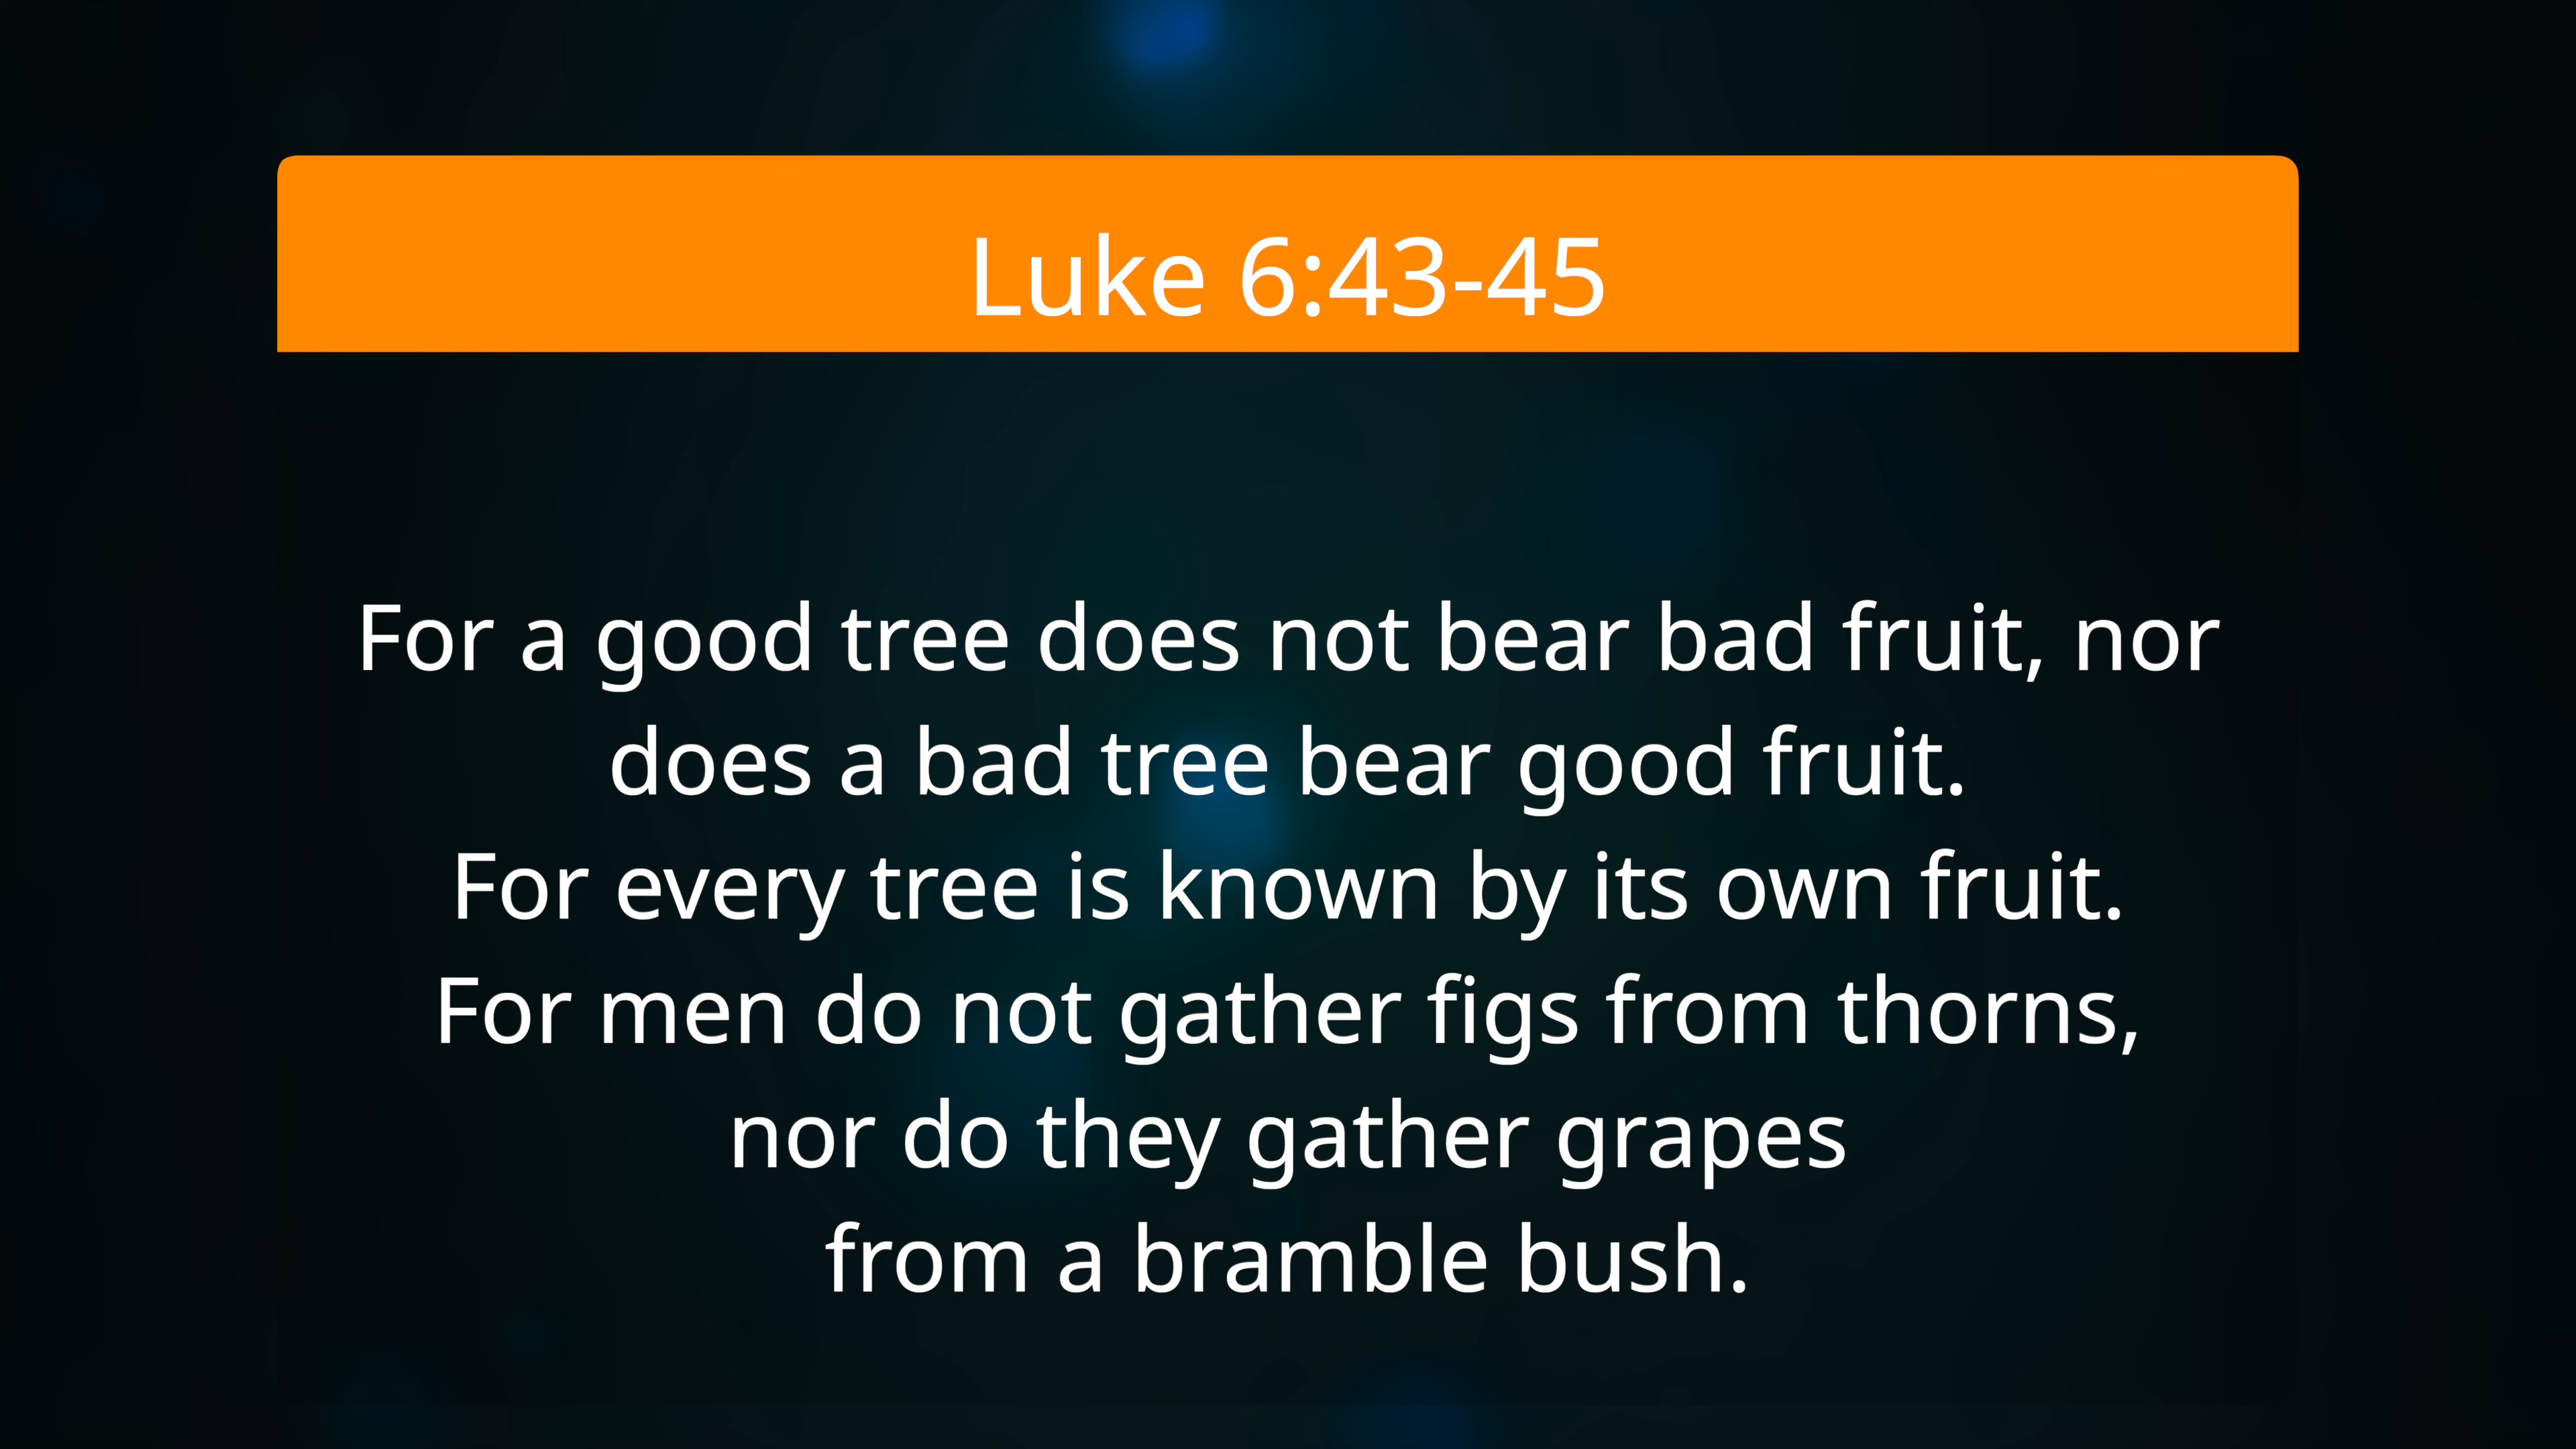 Luke 6:43-45
For a good tree does not bear bad fruit, nor
does a bad tree bear good fruit.
For every tree is known by its own fruit.
For men do not gather figs from thorns,
nor do they gather grapes
from a bramble bush.